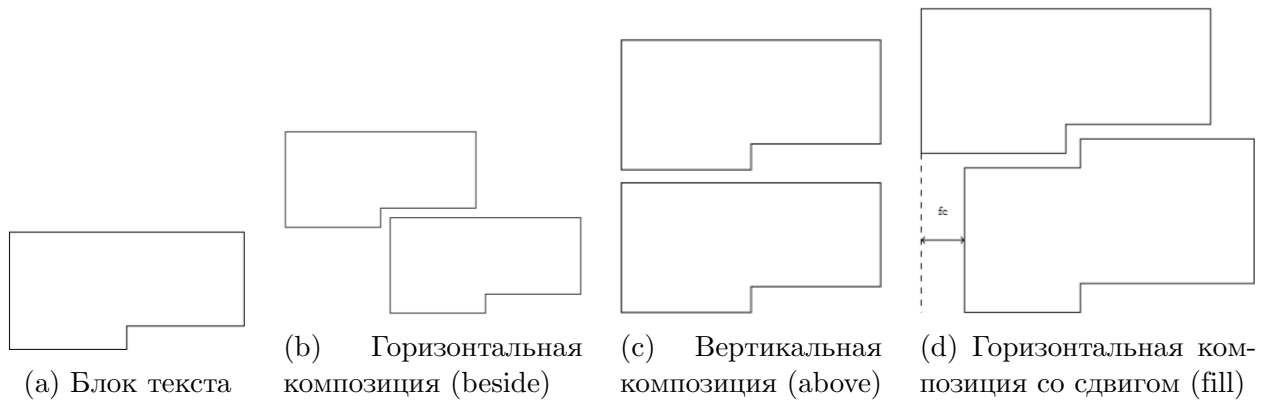 fc
(a) Блок текста
(b) Горизонтальная
композиция (beside)
(c) Вертикальная
композиция (above)
(d) Горизонтальная ком-
позиция со сдвигом (fill)